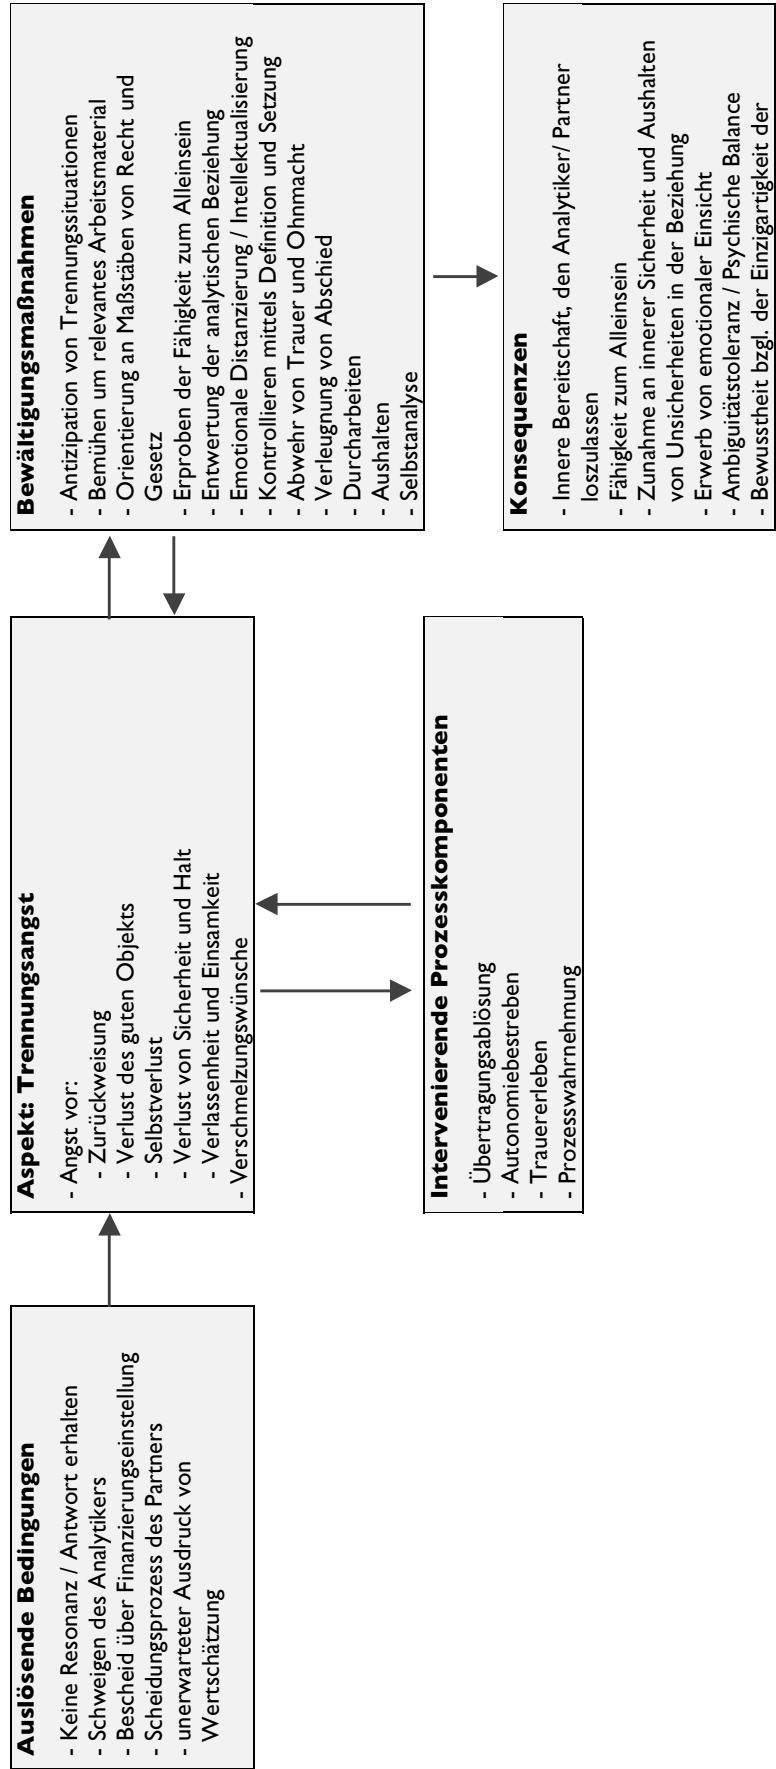 Auslösende Bedingungen
- Keine Resonanz / Antwort erhalten
- Schweigen des Analytikers
- Bescheid über Finanzierungseinstellung
- Scheidungsprozess des Partners
- unerwarteter Ausdruck von
Wertschätzung
Aspekt: Trennungsangst
- Angst vor:
- Zurückweisung
- Verlust des guten Objekts
- Selbstverlust
- Verlust von Sicherheit und Halt
- Verlassenheit und Einsamkeit
- Verschmelzungswünsche
Bewältigungsmaßnahmen
- Antizipation von Trennungssituationen
- Bemühen um relevantes Arbeitsmaterial
- Orientierung an Maßstäben von Recht und
Gesetz
- Erproben der Fähigkeit zum Alleinsein
- Entwertung der analytischen Beziehung
- Emotionale Distanzierung / Intellektualisierung
- Kontrollieren mittels Definition und Setzung
- Abwehr von Trauer und Ohnmacht
- Verleugnung von Abschied
- Durcharbeiten
- Aushalten
- Selbstanalyse
Intervenierende Prozesskomponenten
- Übertragungsablösung
- Autonomiebestreben
- Trauererleben
- Prozesswahrnehmung
Konsequenzen
- Innere Bereitschaft, den Analytiker/ Partner
loszulassen
- Fähigkeit zum Alleinsein
- Zunahme an innerer Sicherheit und Aushalten
von Unsicherheiten in der Beziehung
- Erwerb von emotionaler Einsicht
- Ambiguitätstoleranz / Psychische Balance
- Bewusstheit bzgl. der Einzigartigkeit der